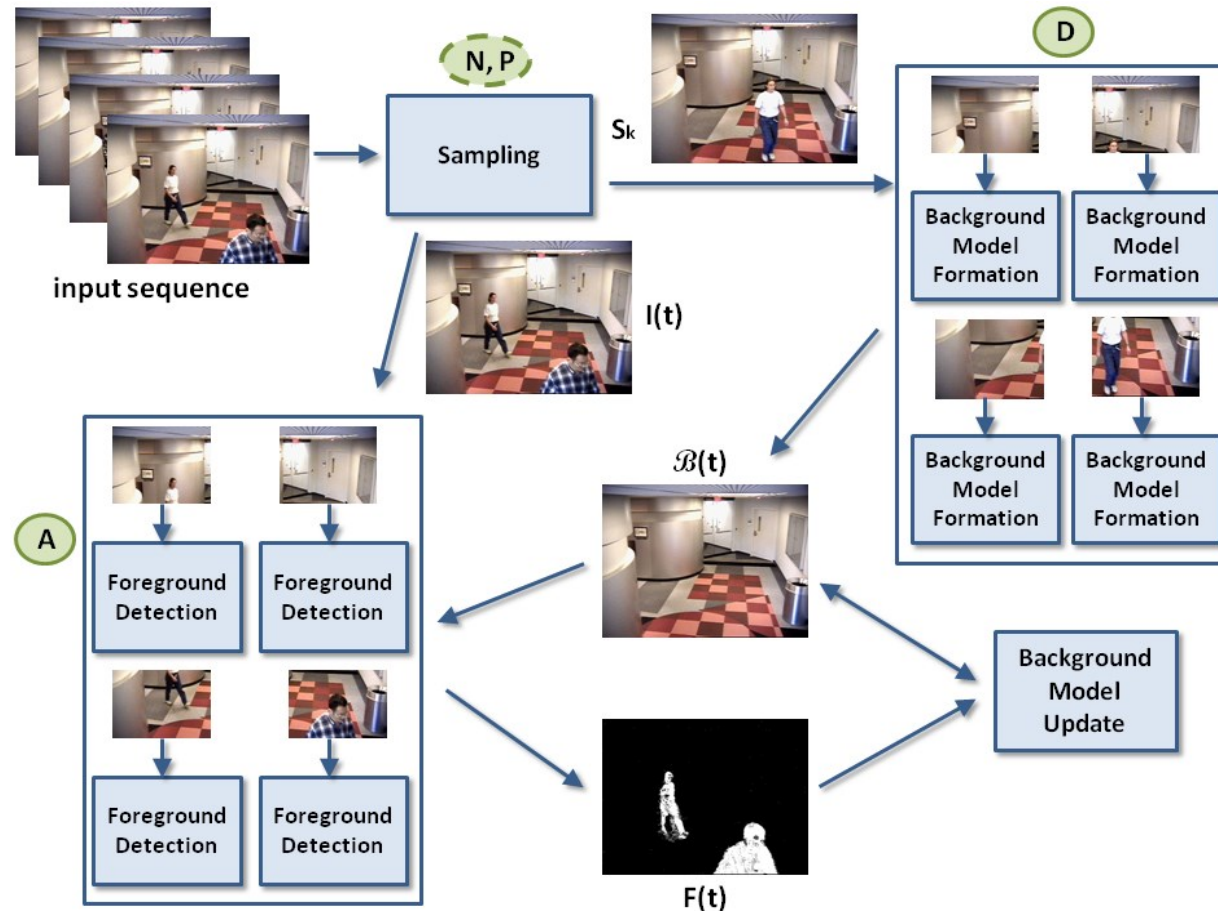 N, P
D
Sampling
Sk
input sequence
I(t)
Background
Model
Formation
Background
Model
Formation
Background
Model
Formation
Background
Model
Formation
ℬ(t)
A
Foreground
Detection
Foreground
Detection
Foreground
Detection
Foreground
Detection
Background
Model
Update
F(t)